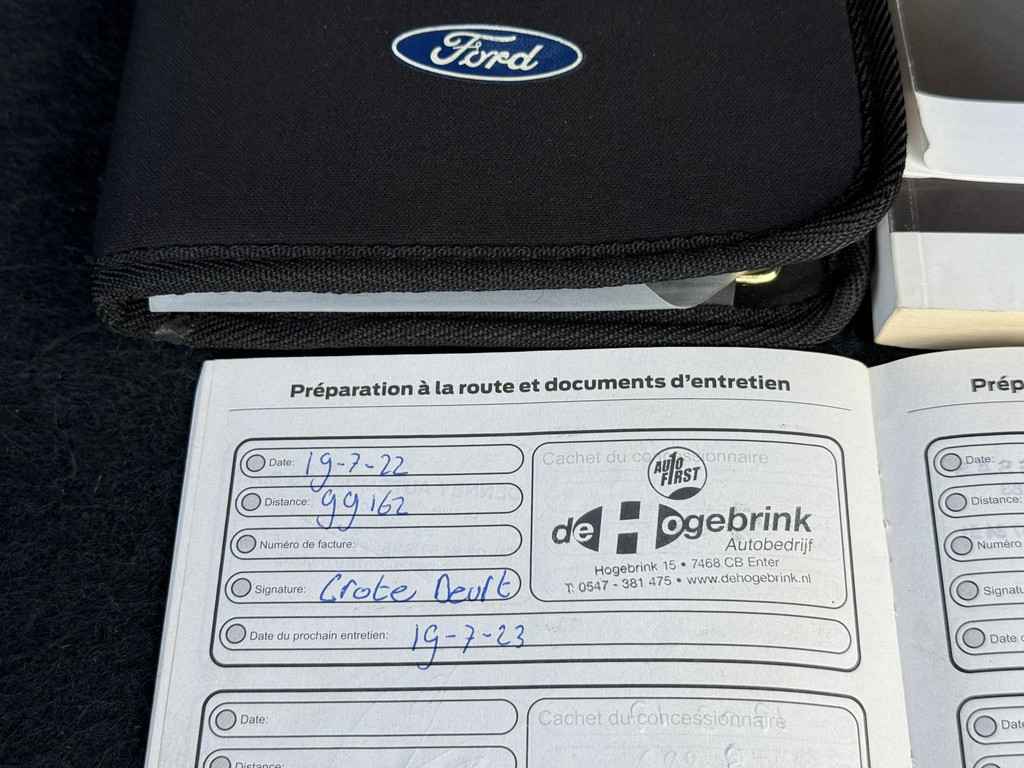 Ford
Préparation à la route et documents d'entretien
Date: 19-7-22
Distance: 99162
Numéro de facture:
Signature: Grote Beurt
Date du prochain entretien: 19-7-23
Cachet du concessionnaire
AUTO FIRST
de Hogebrink
Autobedrijf
Hogebrink 15 • 7468 CB Enter
T: 0547 - 381 475 • www.dehogebrink.nl
Date:
Distance:
Cachet du concessionnaire
Prép
Date:
Distance:
Numéro
Signatu
Date
Date